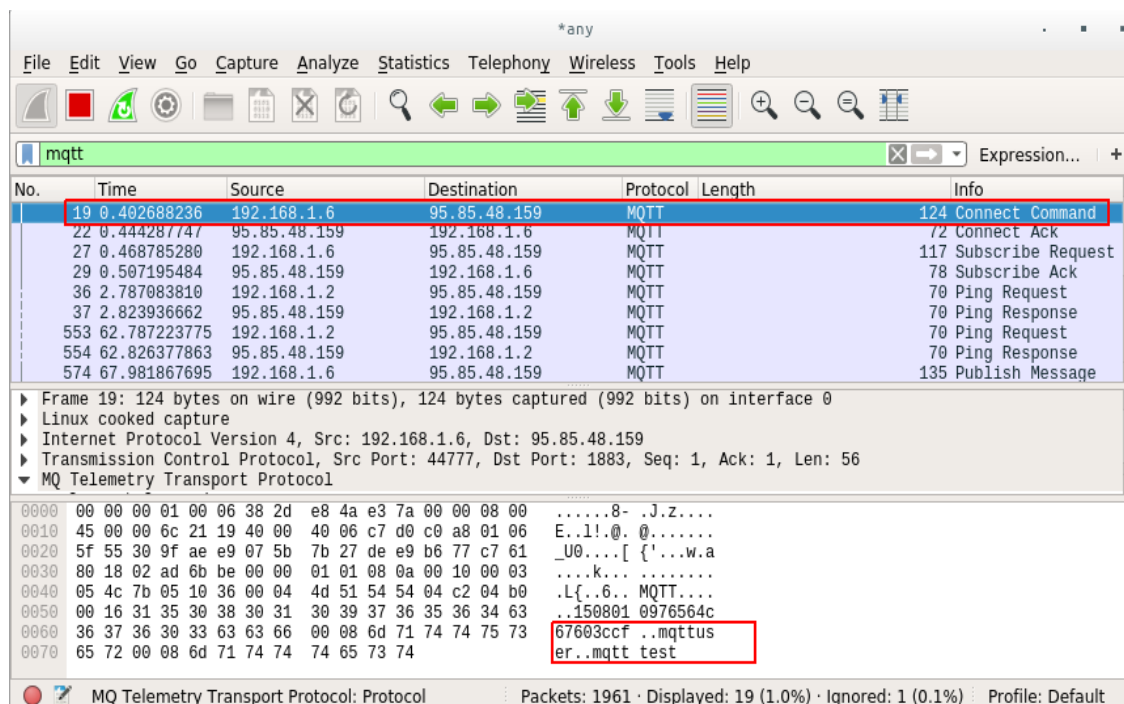 *any
File Edit View Go Capture Analyze Statistics Telephony Wireless Tools Help
mqtt Expression... +
No. Time Source Destination Protocol Length Info
19 0.402688236 192.168.1.6 95.85.48.159 MQTT 124 Connect Command
22 0.444287747 95.85.48.159 192.168.1.6 MQTT 72 Connect Ack
27 0.468785280 192.168.1.6 95.85.48.159 MQTT 117 Subscribe Request
29 0.507195484 95.85.48.159 192.168.1.6 MQTT 78 Subscribe Ack
36 2.787083810 192.168.1.2 95.85.48.159 MQTT 70 Ping Request
37 2.823936662 95.85.48.159 192.168.1.2 MQTT 70 Ping Response
553 62.787223775 192.168.1.2 95.85.48.159 MQTT 70 Ping Request
554 62.826377863 95.85.48.159 192.168.1.2 MQTT 70 Ping Response
574 67.981867695 192.168.1.6 95.85.48.159 MQTT 135 Publish Message
Frame 19: 124 bytes on wire (992 bits), 124 bytes captured (992 bits) on interface 0
Linux cooked capture
Internet Protocol Version 4, Src: 192.168.1.6, Dst: 95.85.48.159
Transmission Control Protocol, Src Port: 44777, Dst Port: 1883, Seq: 1, Ack: 1, Len: 56
MQ Telemetry Transport Protocol
0000 00 00 00 01 00 06 38 2d e8 4a e3 7a 00 00 08 00 ......8- .J.z....
0010 45 00 00 6c 21 19 40 00 40 06 c7 d0 c0 a8 01 06 E..l!.@. @.......
0020 5f 55 30 9f ae e9 07 5b 7b 27 de e9 b6 77 c7 61 _U0....[ {'...w.a
0030 80 18 02 ad 6b be 00 00 01 01 08 0a 00 10 00 03 ....k... ........
0040 05 4c 7b 05 10 36 00 04 4d 51 54 54 04 c2 04 b0 .L{..6.. MQTT....
0050 00 16 31 35 30 38 30 31 30 39 37 36 35 36 34 63 ..150801 0976564c
0060 36 37 36 30 33 63 63 66 00 08 6d 71 74 74 75 73 67603ccf ..mqttus
0070 65 72 00 08 6d 71 74 74 74 65 73 74 er..mqtt test
MQ Telemetry Transport Protocol: Protocol Packets: 1961 · Displayed: 19 (1.0%) · Ignored: 1 (0.1%) Profile: Default